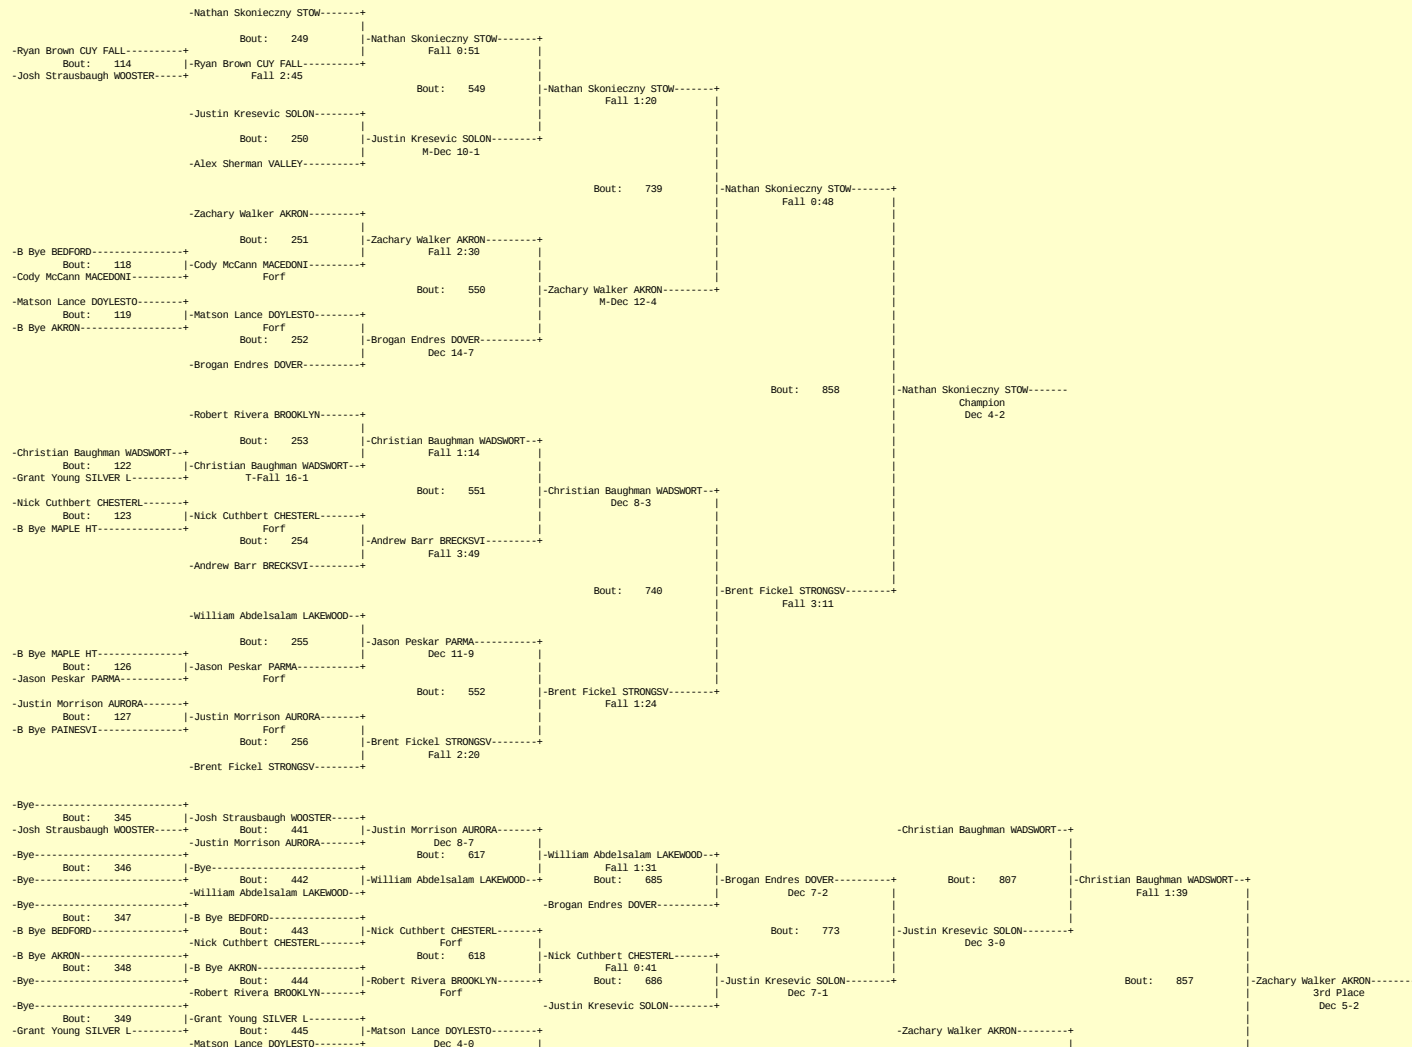 -Nathan Skonieczny STOW-------+
|
Bout: 249 |-Nathan Skonieczny STOW-------+
-Ryan Brown CUY FALL----------+ | Fall 0:51 |
Bout: 114 |-Ryan Brown CUY FALL----------+ |
-Josh Strausbaugh WOOSTER-----+ Fall 2:45 |
Bout: 549 |-Nathan Skonieczny STOW-------+
| Fall 1:20 |
-Justin Kresevic SOLON--------+ | |
| | |
Bout: 250 |-Justin Kresevic SOLON--------+ |
| M-Dec 10-1 |
-Alex Sherman VALLEY----------+ |
|
Bout: 739 |-Nathan Skonieczny STOW-------+
| Fall 0:48 |
-Zachary Walker AKRON---------+ | |
| | |
Bout: 251 |-Zachary Walker AKRON---------+ | |
-B Bye BEDFORD----------------+ | Fall 2:30 | | |
Bout: 118 |-Cody McCann MACEDONI---------+ | | |
-Cody McCann MACEDONI---------+ Forf | | |
Bout: 550 |-Zachary Walker AKRON---------+ |
-Matson Lance DOYLESTO--------+ | M-Dec 12-4 |
Bout: 119 |-Matson Lance DOYLESTO--------+ | |
-B Bye AKRON------------------+ Forf | | |
Bout: 252 |-Brogan Endres DOVER----------+ |
| Dec 14-7 |
-Brogan Endres DOVER----------+ |
|
Bout: 858 |-Nathan Skonieczny STOW-------
| Champion
-Robert Rivera BROOKLYN-------+ | Dec 4-2
| |
Bout: 253 |-Christian Baughman WADSWORT--+ |
-Christian Baughman WADSWORT--+ | Fall 1:14 | |
Bout: 122 |-Christian Baughman WADSWORT--+ | |
-Grant Young SILVER L---------+ T-Fall 16-1 | |
Bout: 551 |-Christian Baughman WADSWORT--+ |
-Nick Cuthbert CHESTERL-------+ | Dec 8-3 | |
Bout: 123 |-Nick Cuthbert CHESTERL-------+ | | |
-B Bye MAPLE HT---------------+ Forf | | | |
Bout: 254 |-Andrew Barr BRECKSVI---------+ | |
| Fall 3:49 | |
-Andrew Barr BRECKSVI---------+ | |
| |
Bout: 740 |-Brent Fickel STRONGSV--------+
| Fall 3:11
-William Abdelsalam LAKEWOOD--+ |
| |
Bout: 255 |-Jason Peskar PARMA-----------+ |
-B Bye MAPLE HT---------------+ | Dec 11-9 | |
Bout: 126 |-Jason Peskar PARMA-----------+ | |
-Jason Peskar PARMA-----------+ Forf | |
Bout: 552 |-Brent Fickel STRONGSV--------+
-Justin Morrison AURORA-------+ | Fall 1:24
Bout: 127 |-Justin Morrison AURORA-------+ |
-B Bye PAINESVI---------------+ Forf | |
Bout: 256 |-Brent Fickel STRONGSV--------+
| Fall 2:20
-Brent Fickel STRONGSV--------+
-Bye--------------------------+
Bout: 345 |-Josh Strausbaugh WOOSTER-----+
-Josh Strausbaugh WOOSTER-----+ Bout: 441 |-Justin Morrison AURORA-------+ -Christian Baughman WADSWORT--+
-Justin Morrison AURORA-------+ Dec 8-7 | |
-Bye--------------------------+ Bout: 617 |-William Abdelsalam LAKEWOOD--+ |
Bout: 346 |-Bye--------------------------+ | Fall 1:31 | |
-Bye--------------------------+ Bout: 442 |-William Abdelsalam LAKEWOOD--+ Bout: 685 |-Brogan Endres DOVER----------+ Bout: 807 |-Christian Baughman WADSWORT--+
-William Abdelsalam LAKEWOOD--+ | Dec 7-2 | | Fall 1:39 |
-Bye--------------------------+ -Brogan Endres DOVER----------+ | | |
Bout: 347 |-B Bye BEDFORD----------------+ | | |
-B Bye BEDFORD----------------+ Bout: 443 |-Nick Cuthbert CHESTERL-------+ Bout: 773 |-Justin Kresevic SOLON--------+ |
-Nick Cuthbert CHESTERL-------+ Forf | | Dec 3-0 |
-B Bye AKRON------------------+ Bout: 618 |-Nick Cuthbert CHESTERL-------+ | |
Bout: 348 |-B Bye AKRON------------------+ | Fall 0:41 | | |
-Bye--------------------------+ Bout: 444 |-Robert Rivera BROOKLYN-------+ Bout: 686 |-Justin Kresevic SOLON--------+ Bout: 857 |-Zachary Walker AKRON-------
-Robert Rivera BROOKLYN-------+ Forf | Dec 7-1 | 3rd Place
-Bye--------------------------+ -Justin Kresevic SOLON--------+ | Dec 5-2
Bout: 349 |-Grant Young SILVER L---------+ |
-Grant Young SILVER L---------+ Bout: 445 |-Matson Lance DOYLESTO--------+ -Zachary Walker AKRON---------+ |
-Matson Lance DOYLESTO--------+ Dec 4-0 | | |